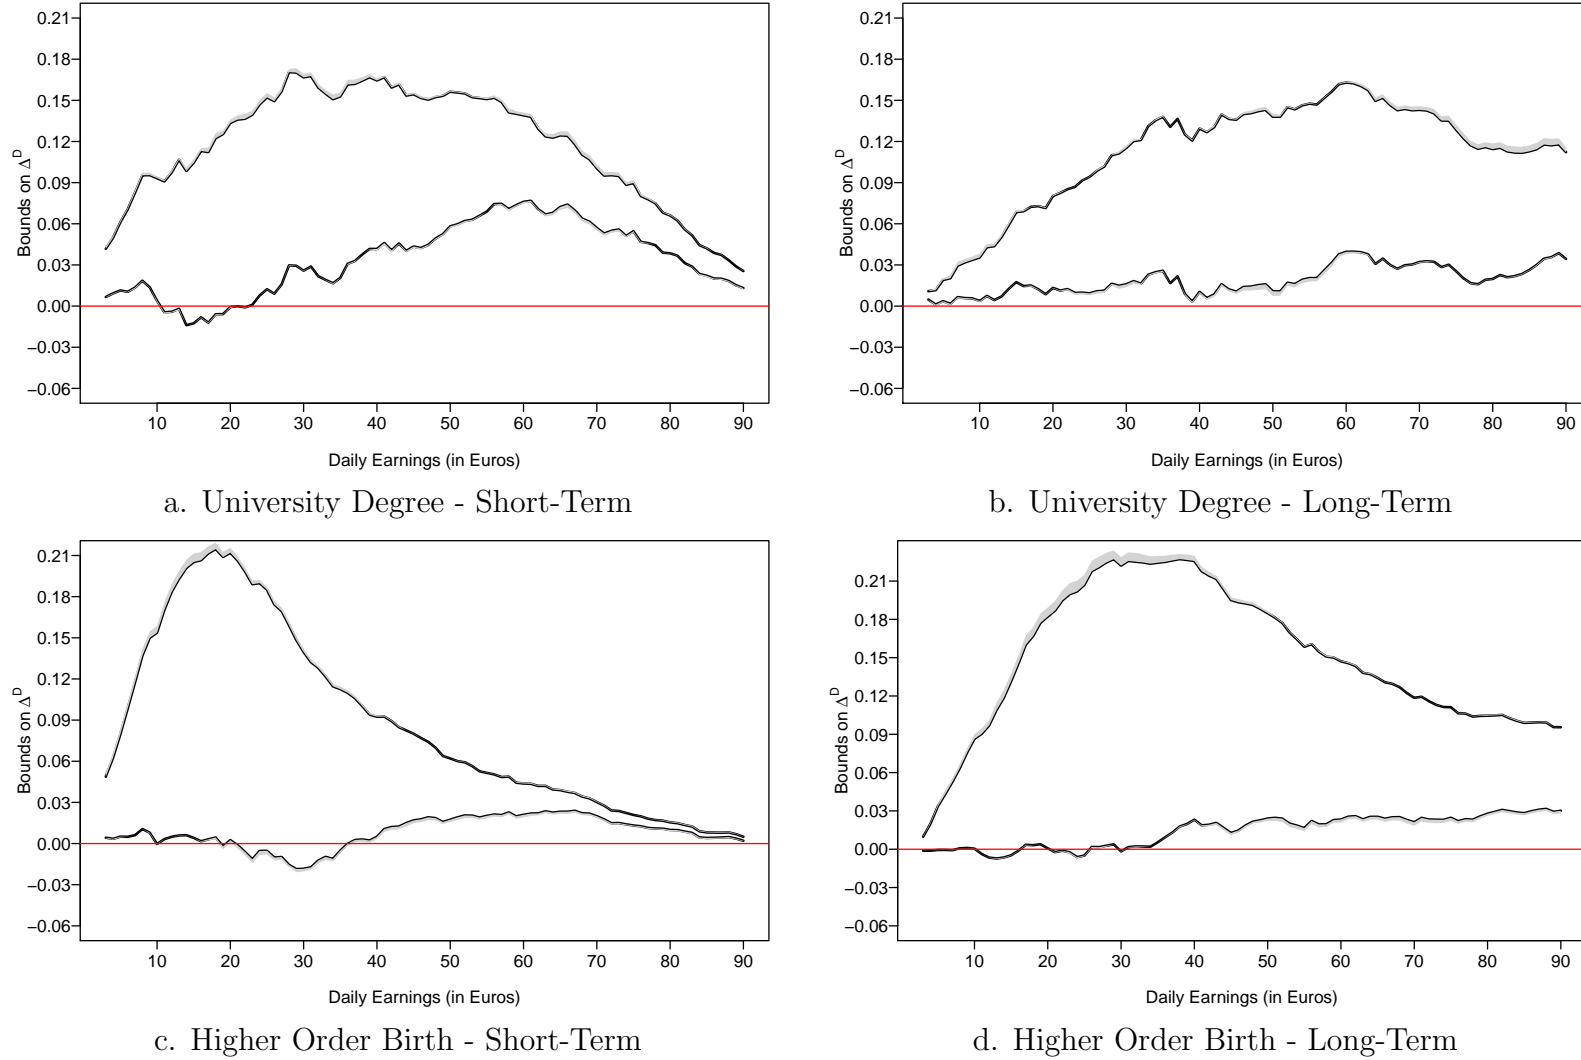 0.21
0.18
0.15
0.12
0.09
0.06
0.03
0.00
−0.03
−0.06
Bounds on Δ^D
10 20 30 40 50 60 70 80 90
Daily Earnings (in Euros)
a. University Degree - Short-Term
0.21
0.18
0.15
0.12
0.09
0.06
0.03
0.00
−0.03
−0.06
Bounds on Δ^D
10 20 30 40 50 60 70 80 90
Daily Earnings (in Euros)
b. University Degree - Long-Term
0.21
0.18
0.15
0.12
0.09
0.06
0.03
0.00
−0.03
−0.06
Bounds on Δ^D
10 20 30 40 50 60 70 80 90
Daily Earnings (in Euros)
c. Higher Order Birth - Short-Term
0.21
0.18
0.15
0.12
0.09
0.06
0.03
0.00
−0.03
−0.06
Bounds on Δ^D
10 20 30 40 50 60 70 80 90
Daily Earnings (in Euros)
d. Higher Order Birth - Long-Term